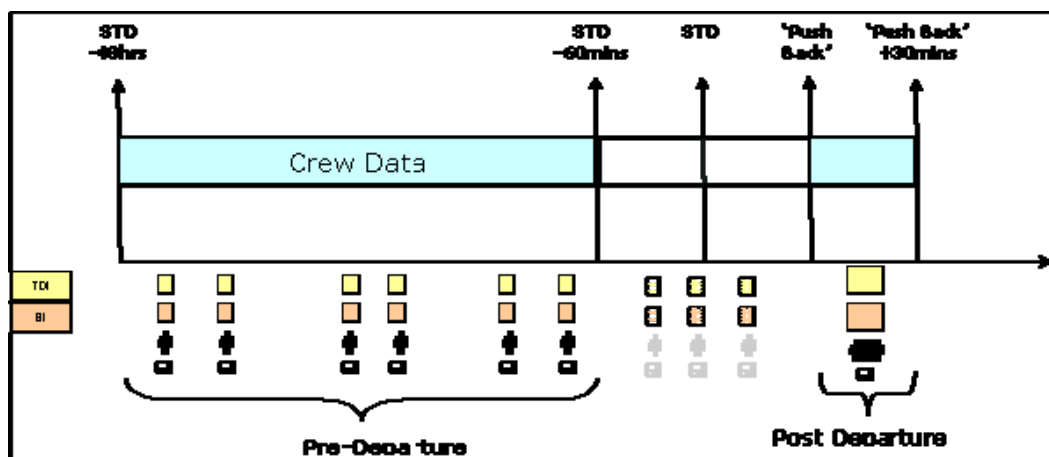 STD
-48hrs
STD
-60mins
STD
'Push
Back'
'Push Back'
+30mins
Crew Data
TDI
BI
Pre-Departure
Post Departure